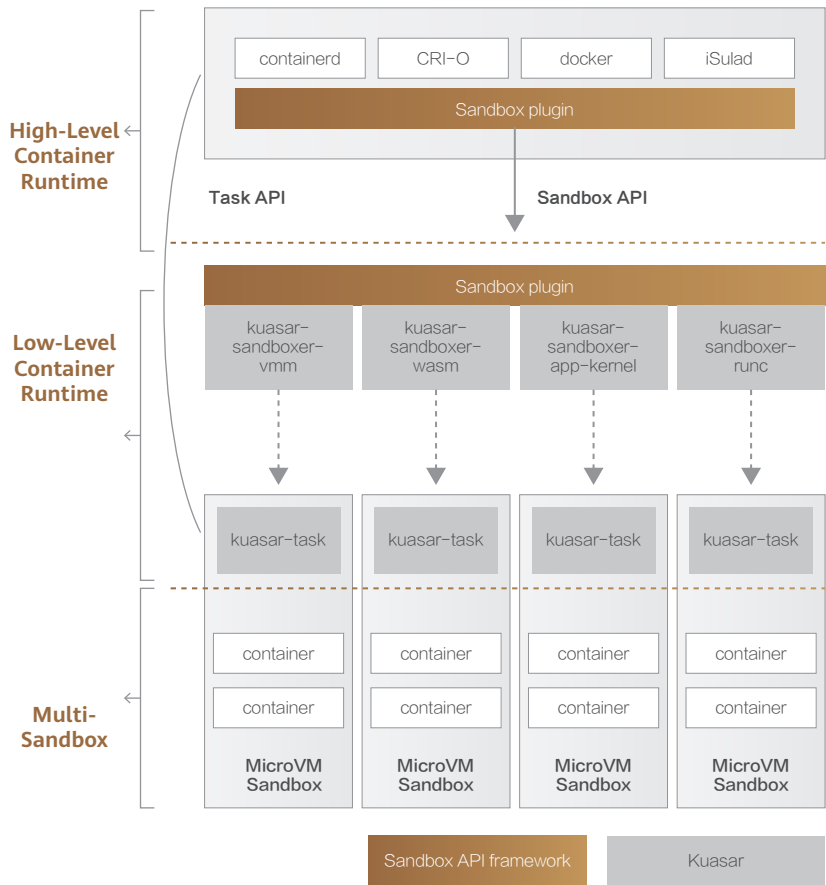 containerd
CRI-O
docker
iSulad
Sandbox plugin
High-Level
Container
Runtime
Task API
Sandbox API
Sandbox plugin
kuasar-
sandboxer-
vmm
kuasar-
sandboxer-
wasm
kuasar-
sandboxer-
app-kernel
kuasar-
sandboxer-
runc
Low-Level
Container
Runtime
kuasar-task
kuasar-task
kuasar-task
kuasar-task
container
container
container
container
container
container
container
container
Multi-
Sandbox
MicroVM
Sandbox
MicroVM
Sandbox
MicroVM
Sandbox
MicroVM
Sandbox
Sandbox API framework
Kuasar